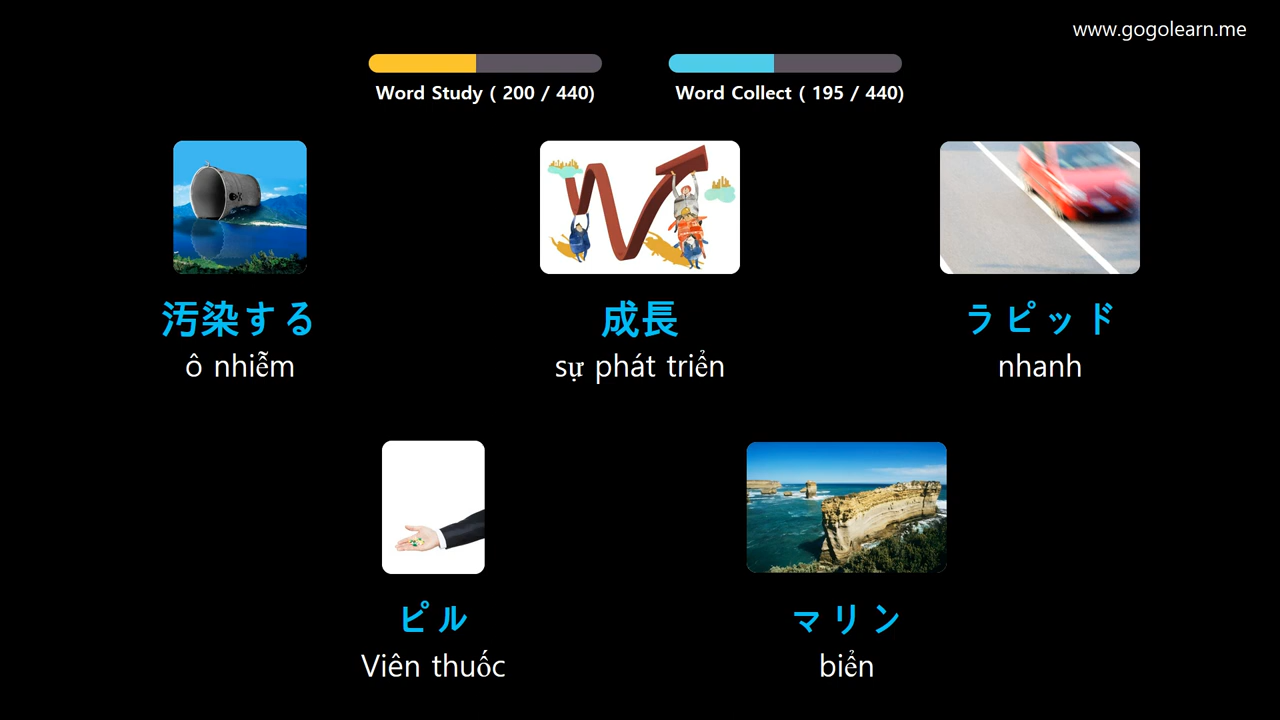 www.gogolearn.me
Word Study ( 200 / 440)
Word Collect ( 195 / 440)
汚染する
ô nhiễm
成長
sự phát triển
ラピッド
nhanh
ピル
Viên thuốc
マリン
biển